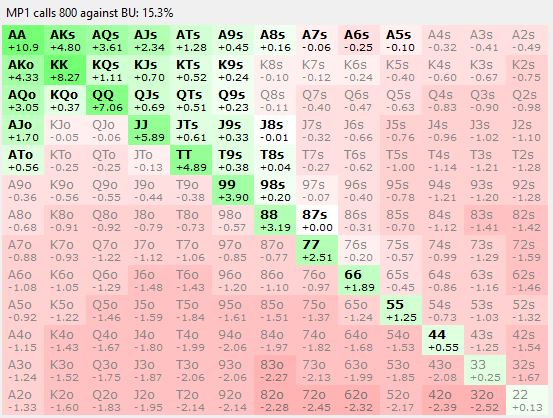 MP1 calls 800 against BU: 15.3%
AA AKs AQs AJs ATs A9s A8s A7s A6s A5s A4s A3s A2s
+10.9 +4.80 +3.61 +2.34 +1.28 +0.45 +0.16 -0.06 -0.25 -0.10 -0.32 -0.41 -0.49
AKo KK KQs KJs KTs K9s K8s K7s K6s K5s K4s K3s K2s
+4.33 +8.27 +1.11 +0.70 +0.52 +0.24 -0.10 -0.12 -0.24 -0.40 -0.60 -0.67 -0.75
AQo KQo QQ QJs QTs Q9s Q8s Q7s Q6s Q5s Q4s Q3s Q2s
+3.05 +0.37 +7.06 +0.69 +0.51 +0.23 -0.11 -0.40 -0.47 -0.63 -0.83 -0.90 -0.98
AJo KJo QJo JJ JTs J9s J8s J7s J6s J5s J4s J3s J2s
+1.70 -0.05 -0.06 +5.89 +0.61 +0.33 -0.01 -0.32 -0.66 -0.76 -0.96 -1.02 -1.10
ATo KTo QTo JTo TT T9s T8s T7s T6s T5s T4s T3s T2s
+0.56 -0.25 -0.25 -0.13 +4.89 +0.38 +0.04 -0.27 -0.62 -1.00 -1.14 -1.21 -1.28
A9o K9o Q9o J9o T9o 99 98s 97s 96s 95s 94s 93s 92s
-0.36 -0.56 -0.55 -0.44 -0.38 +3.90 +0.20 -0.07 -0.40 -0.78 -1.21 -1.20 -1.28
A8o K8o Q8o J8o T8o 98o 88 87s 86s 85s 84s 83s 82s
-0.68 -0.91 -0.92 -0.79 -0.73 -0.57 +3.19 +0.00 -0.31 -0.70 -1.12 -1.41 -1.42
A7o K7o Q7o J7o T7o 97o 87o 77 76s 75s 74s 73s 72s
-0.88 -0.93 -1.22 -1.12 -1.06 -0.85 -0.77 +2.51 -0.20 -0.57 -0.99 -1.29 -1.59
A6o K6o Q6o J6o T6o 96o 86o 76o 66 65s 64s 63s 62s
-1.08 -1.05 -1.29 -1.48 -1.43 -1.20 -1.10 -0.97 +1.89 -0.45 -0.86 -1.16 -1.46
A5o K5o Q5o J5o T5o 95o 85o 75o 65o 55 54s 53s 52s
-0.92 -1.22 -1.46 -1.59 -1.84 -1.61 -1.51 -1.37 -1.24 +1.25 -0.73 -1.03 -1.32
A4o K4o Q4o J4o T4o 94o 84o 74o 64o 54o 44 43s 42s
-1.15 -1.43 -1.67 -1.80 -1.99 -2.06 -1.97 -1.82 -1.68 -1.53 +0.55 -1.25 -1.54
A3o K3o Q3o J3o T3o 93o 83o 73o 63o 53o 43o 33 32s
-1.24 -1.52 -1.75 -1.87 -2.06 -2.06 -2.27 -2.13 -1.99 -1.85 -2.08 +0.25 -1.67
A2o K2o Q2o J2o T2o 92o 82o 72o 62o 52o 42o 32o 22
-1.33 -1.60 -1.83 -1.95 -2.14 -2.14 -2.28 -2.45 -2.32 -2.17 -2.39 -2.52 +0.13